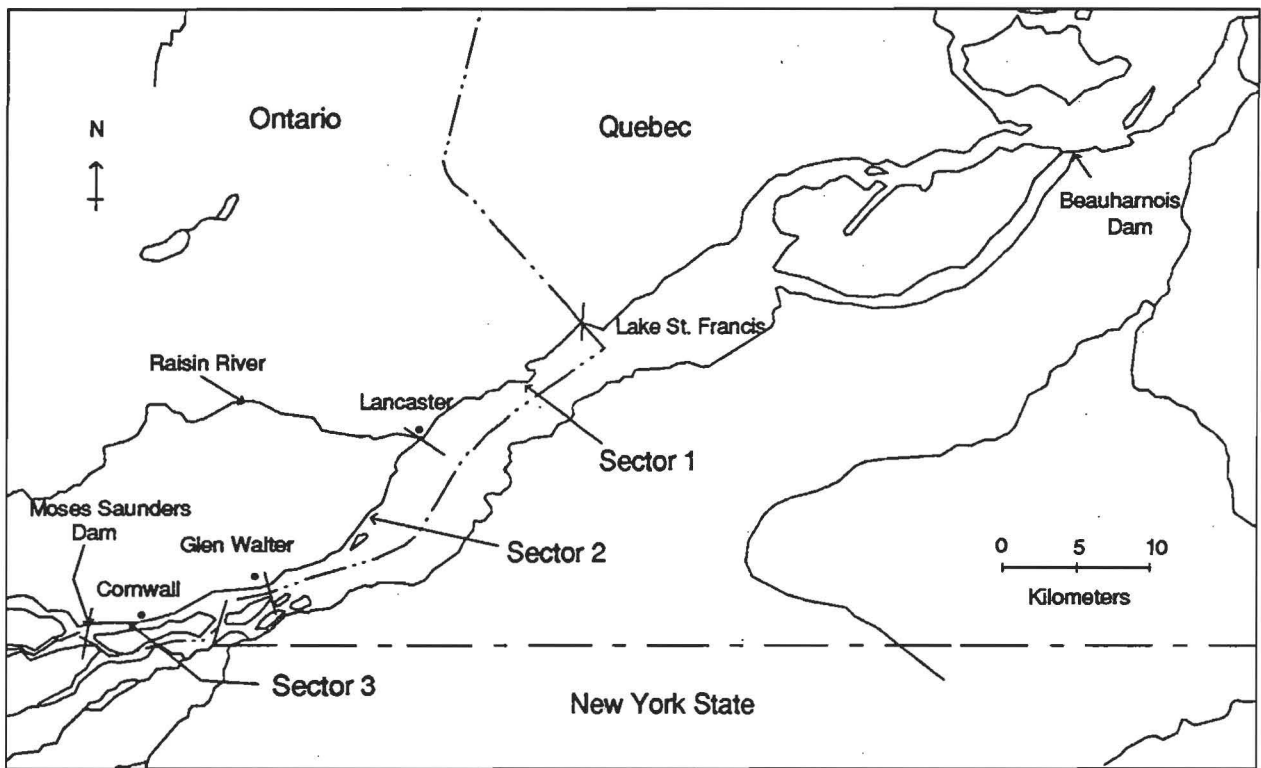 Ontario
Quebec
N
Beauharnois
Dam
Lake St. Francis
Raisin River
Lancaster
Sector 1
Moses Saunders
Dam
Glen Walter
Sector 2
0 5 10
Kilometers
Cornwall
Sector 3
New York State